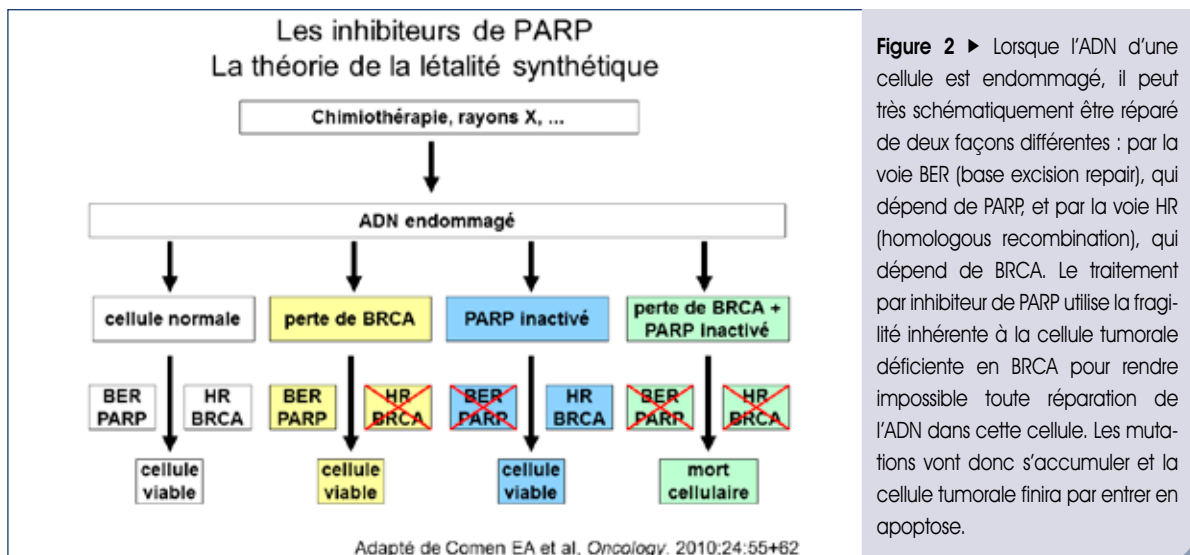 Les inhibiteurs de PARP
La théorie de la létalité synthétique
Chimiothérapie, rayons X, ...
ADN endommagé
cellule normale
perte de BRCA
PARP inactivé
perte de BRCA +
PARP inactivé
BER
PARP
HR
BRCA
BER
PARP
HR
BRCA
BER
PARP
HR
BRCA
BER
PARP
HR
BRCA
cellule
viable
cellule
viable
cellule
viable
mort
cellulaire
Adapté de Comen EA et al, Oncology. 2010;24:55+62
Figure 2 ▶ Lorsque l’ADN d’une
cellule est endommagé, il peut
très schématiquement être réparé
de deux façons différentes : par la
voie BER (base excision repair), qui
dépend de PARP, et par la voie HR
(homologous recombination), qui
dépend de BRCA. Le traitement
par inhibiteur de PARP utilise la fragi-
lité inhérente à la cellule tumorale
déficiente en BRCA pour rendre
impossible toute réparation de
l’ADN dans cette cellule. Les muta-
tions vont donc s’accumuler et la
cellule tumorale finira par entrer en
apoptose.